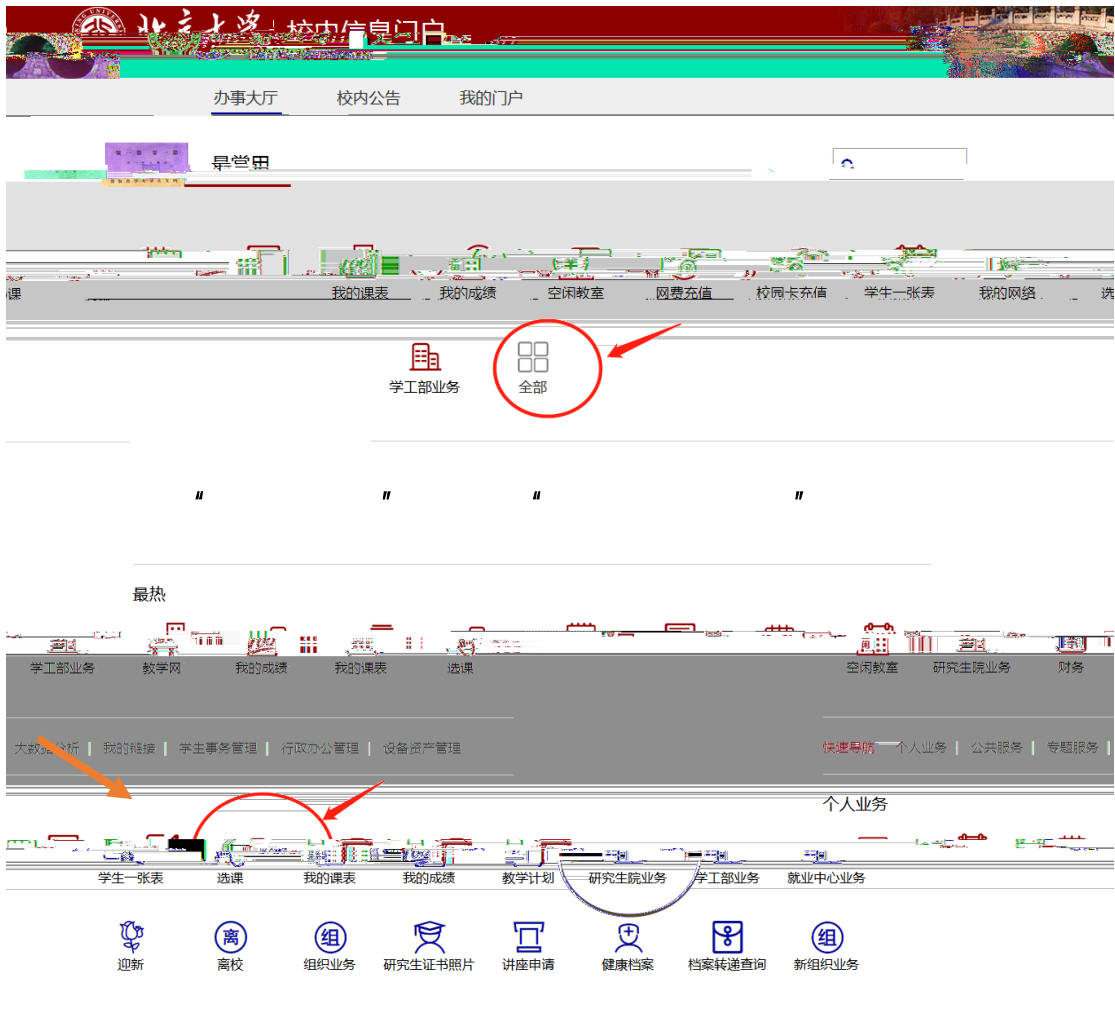 北京大学 校内信息门户
办事大厅 校内公告 我的门户
最常用
课 我的课表 我的成绩 空闲教室 网费充值 校园卡充值 学生一张表 我的网络 选
学工部业务 全部
" " " "
最热
学工部业务 教学网 我的成绩 我的课表 选课 空闲教室 研究生院业务 财务
大数据分析 | 我的链接 | 学生事务管理 | 行政办公管理 | 设备资产管理 快速导航 个人业务 | 公共服务 | 专题服务 |
个人业务
学生一张表 选课 我的课表 我的成绩 教学计划 研究生院业务 学工部业务 就业中心业务
离 组 组
迎新 离校 组织业务 研究生证书照片 讲座申请 健康档案 档案转递查询 新组织业务